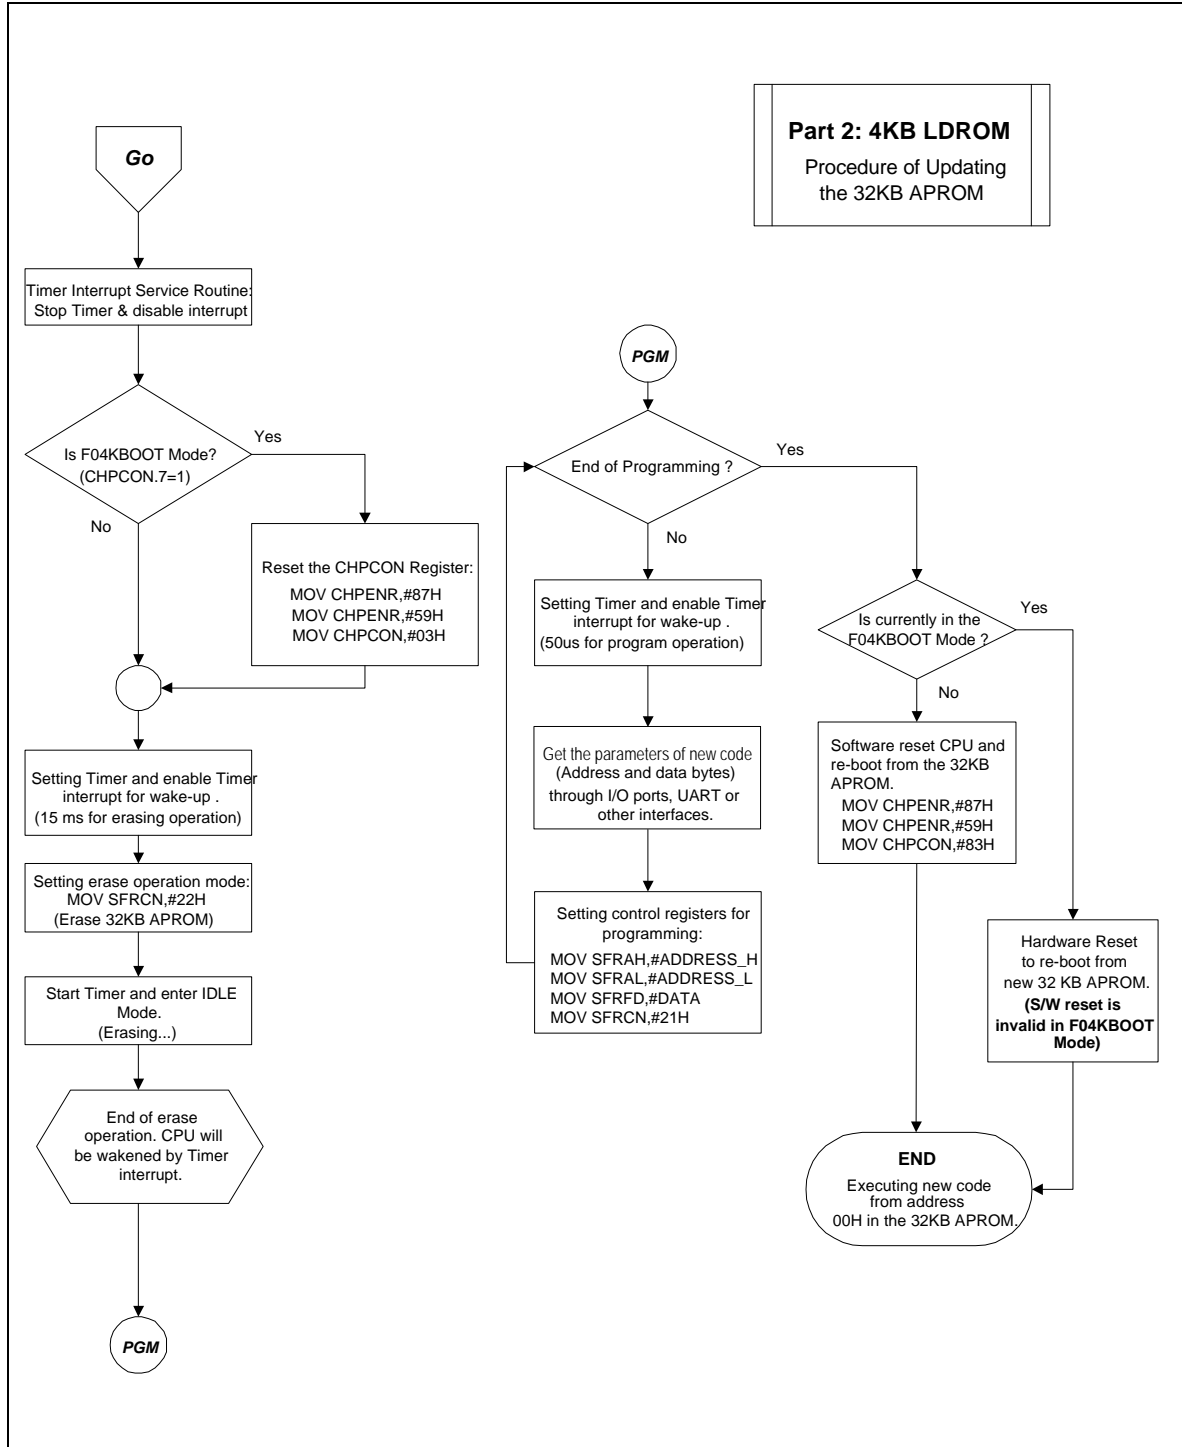 Part 2: 4KB LDROM
Procedure of Updating
the 32KB APROM
Go
Timer Interrupt Service Routine:
Stop Timer & disable interrupt
Is F04KBOOT Mode?
(CHPCON.7=1)
Yes
No
Reset the CHPCON Register:
MOV CHPENR,#87H
MOV CHPENR,#59H
MOV CHPCON,#03H
Setting Timer and enable Timer
interrupt for wake-up .
(15 ms for erasing operation)
Setting erase operation mode:
MOV SFRCN,#22H
(Erase 32KB APROM)
Start Timer and enter IDLE
Mode.
(Erasing...)
End of erase
operation. CPU will
be wakened by Timer
interrupt.
PGM
PGM
End of Programming ?
Yes
No
Setting Timer and enable Timer
interrupt for wake-up .
(50us for program operation)
Get the parameters of new code
(Address and data bytes)
through I/O ports, UART or
other interfaces.
Setting control registers for
programming:
MOV SFRAH,#ADDRESS_H
MOV SFRAL,#ADDRESS_L
MOV SFRFD,#DATA
MOV SFRCN,#21H
Is currently in the
F04KBOOT Mode ?
Yes
No
Software reset CPU and
re-boot from the 32KB
APROM.
MOV CHPENR,#87H
MOV CHPENR,#59H
MOV CHPCON,#83H
Hardware Reset
to re-boot from
new 32 KB APROM.
(S/W reset is
invalid in F04KBOOT
Mode)
END
Executing new code
from address
00H in the 32KB APROM.